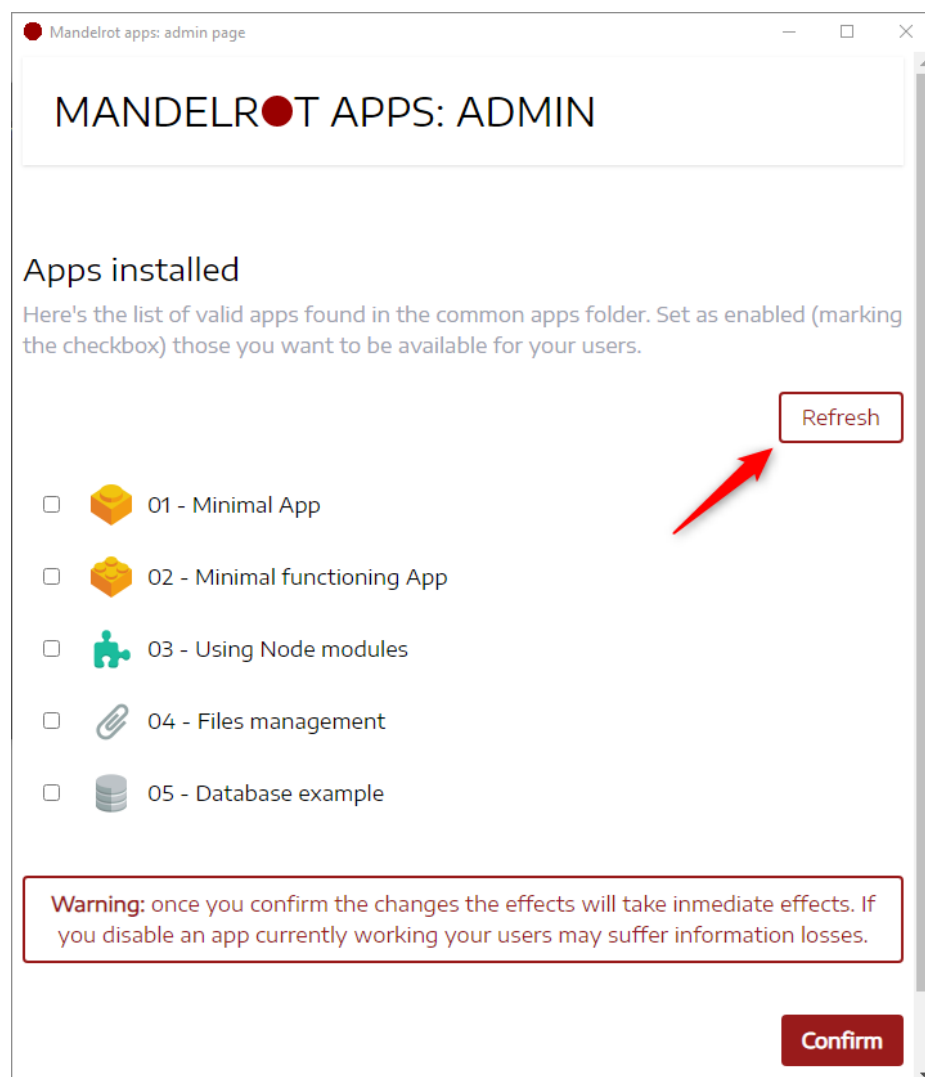 Mandelrot apps: admin page
MANDELR●T APPS: ADMIN
Apps installed
Here's the list of valid apps found in the common apps folder. Set as enabled (marking
the checkbox) those you want to be available for your users.
Refresh
01 - Minimal App
02 - Minimal functioning App
03 - Using Node modules
04 - Files management
05 - Database example
Warning: once you confirm the changes the effects will take inmediate effects. If
you disable an app currently working your users may suffer information losses.
Confirm